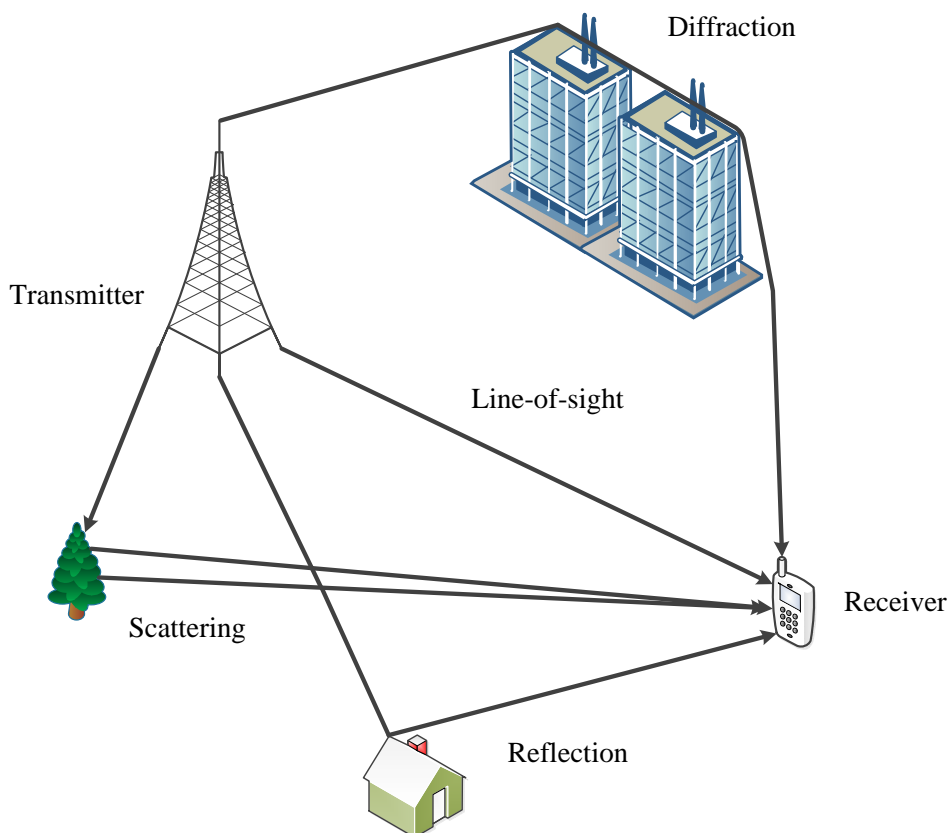 Diffraction
Transmitter
Line-of-sight
Receiver
Scattering
Reflection